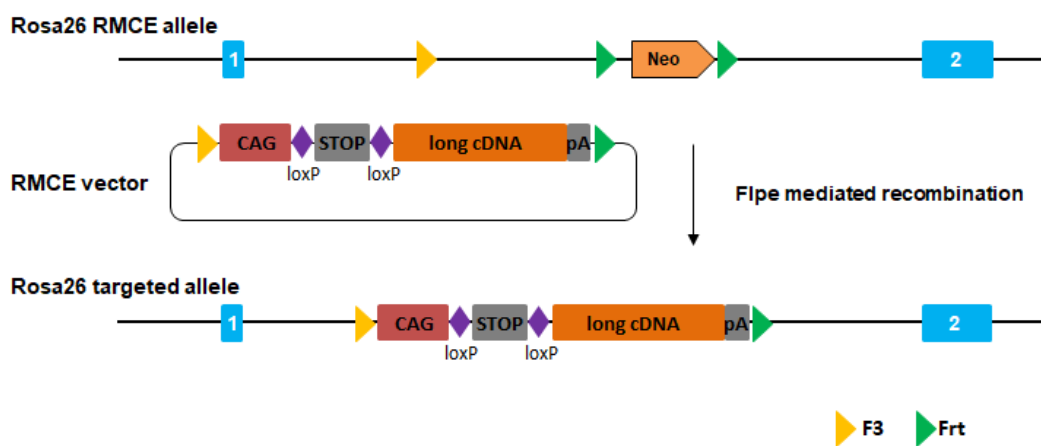 Rosa26 RMCE allele
1 Neo 2
CAG STOP long cDNA pA
loxP loxP
RMCE vector
Flpe mediated recombination
Rosa26 targeted allele
1 CAG STOP long cDNA pA 2
loxP loxP
F3 Frt